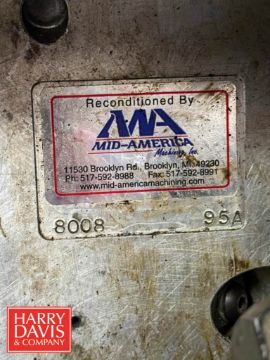 Reconditioned By
MID-AMERICA
Machining, Inc.
11530 Brooklyn Rd. Brooklyn, MI 49230
Ph: 517-592-8988 Fax: 517-592-8991
www.mid-americamachining.com
8008 95A
HARRY
DAVIS
& COMPANY